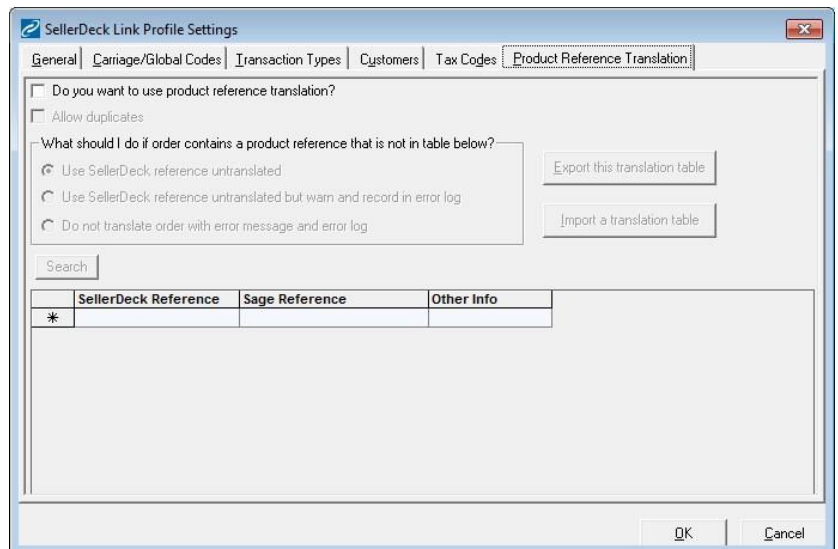 SellerDeck Link Profile Settings
General Carriage/Global Codes Transaction Types Customers Tax Codes Product Reference Translation
Do you want to use product reference translation?
Allow duplicates
What should I do if order contains a product reference that is not in table below?
Use SellerDeck reference untranslated
Export this translation table
Use SellerDeck reference untranslated but warn and record in error log
Do not translate order with error message and error log
Import a translation table
Search
SellerDeck Reference Sage Reference Other Info
OK Cancel